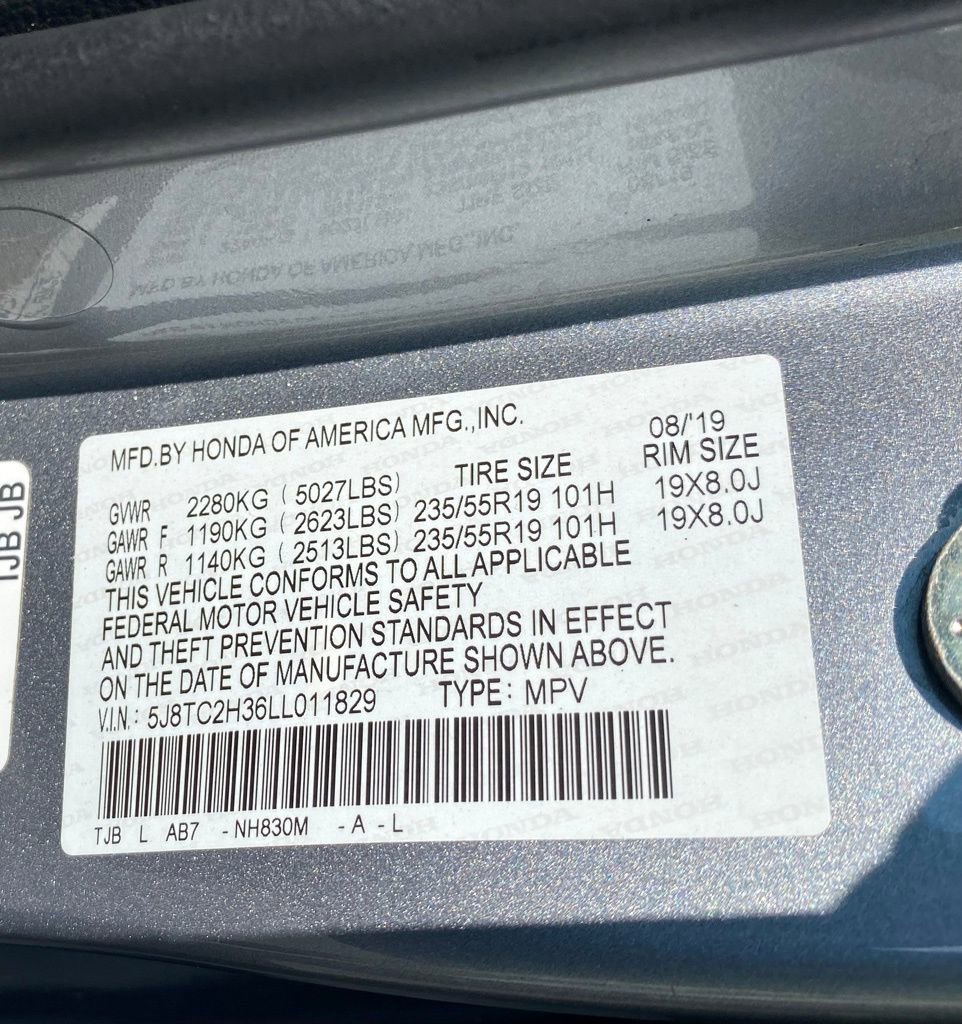 MFD.BY HONDA OF AMERICA MFG.,INC. 08/'19
GVWR 2280KG ( 5027LBS) TIRE SIZE RIM SIZE
GAWR F 1190KG ( 2623LBS) 235/55R19 101H 19X8.0J
GAWR R 1140KG ( 2513LBS) 235/55R19 101H 19X8.0J
THIS VEHICLE CONFORMS TO ALL APPLICABLE
FEDERAL MOTOR VEHICLE SAFETY
AND THEFT PREVENTION STANDARDS IN EFFECT
ON THE DATE OF MANUFACTURE SHOWN ABOVE.
V.I.N.: 5J8TC2H36LL011829 TYPE: MPV
TJB L AB7 -NH830M -A -L
TJB JB